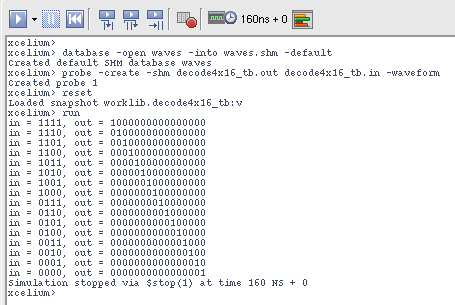 160ns + 0
xcelium>
xcelium> database -open waves -into waves.shm -default
Created default SHM database waves
xcelium> probe -create -shm decode4x16_tb.out decode4x16_tb.in -waveform
Created probe 1
xcelium> reset
Loaded snapshot worklib.decode4x16_tb:v
xcelium> run
in = 1111, out = 1000000000000000
in = 1110, out = 0100000000000000
in = 1101, out = 0010000000000000
in = 1100, out = 0001000000000000
in = 1011, out = 0000100000000000
in = 1010, out = 0000010000000000
in = 1001, out = 0000001000000000
in = 1000, out = 0000000100000000
in = 0111, out = 0000000010000000
in = 0110, out = 0000000001000000
in = 0101, out = 0000000000100000
in = 0100, out = 0000000000010000
in = 0011, out = 0000000000001000
in = 0010, out = 0000000000000100
in = 0001, out = 0000000000000010
in = 0000, out = 0000000000000001
Simulation stopped via $stop(1) at time 160 NS + 0
xcelium>